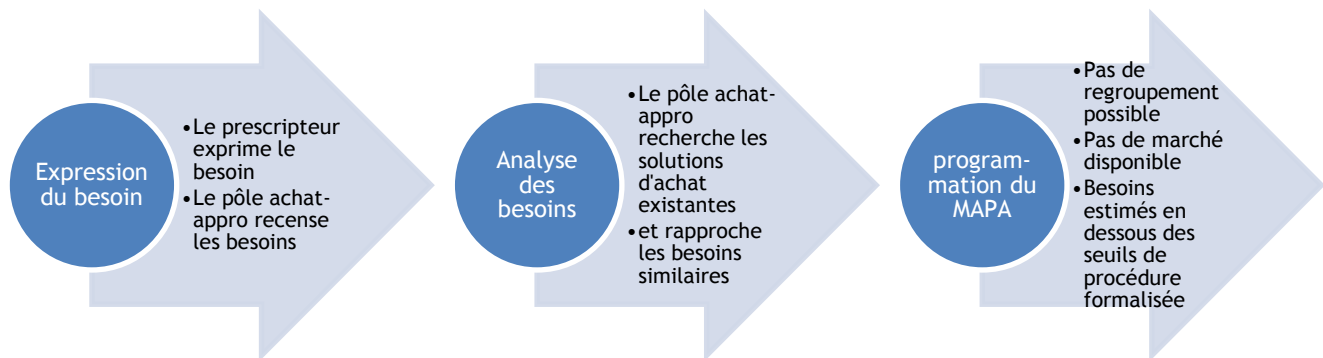 Expression
du besoin
•Le prescripteur
exprime le
besoin
•Le pôle achat-
appro recense
les besoins
Analyse
des
besoins
•Le pôle achat-
appro
recherche les
solutions
d'achat
existantes
•et rapproche
les besoins
similaires
program-
mation du
MAPA
•Pas de
regroupement
possible
•Pas de marché
disponible
•Besoins
estimés en
dessous des
seuils de
procédure
formalisée